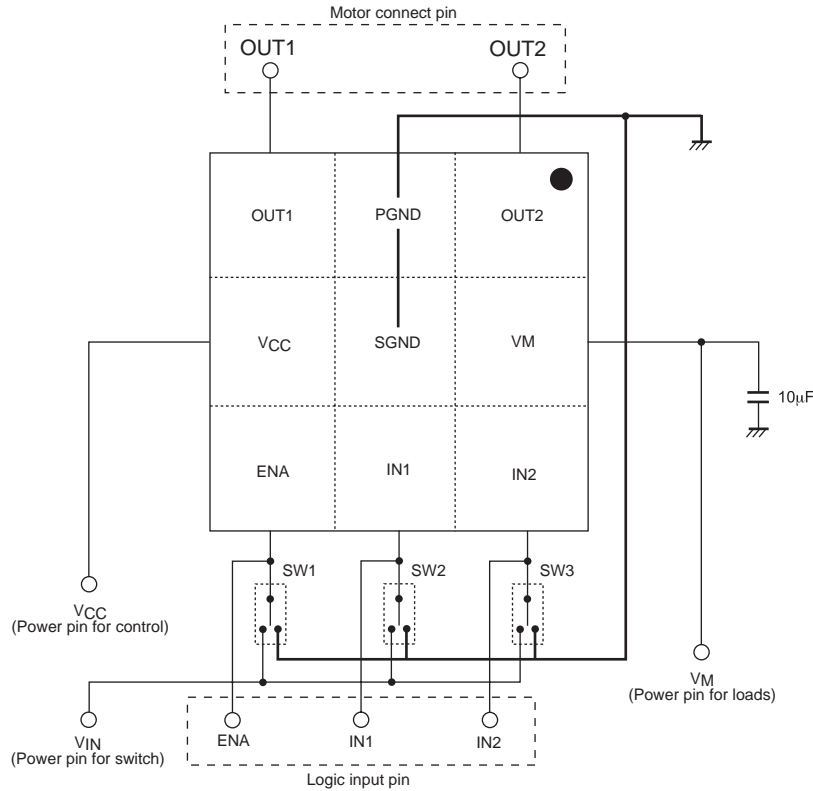 Motor connect pin
OUT1
OUT2
OUT1
PGND
OUT2
VCC
SGND
VM
10µF
ENA
IN1
IN2
SW1
SW2
SW3
VCC
(Power pin for control)
VM
(Power pin for loads)
VIN
(Power pin for switch)
ENA
IN1
IN2
Logic input pin